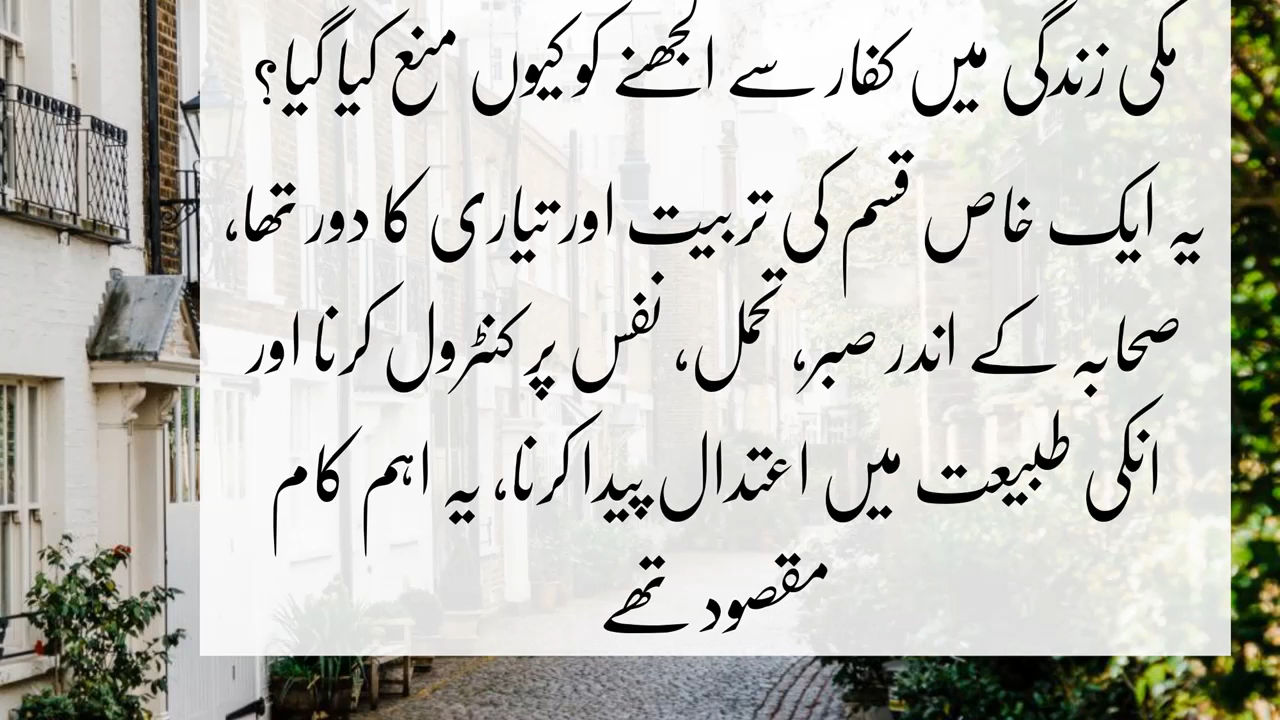 مکی زندگی میں کفار سے الجھنے کو کیوں منع کیا گیا؟
یہ ایک خاص قسم کی تربیت اور تیاری کا دور تھا،
صحابہ کے اندر صبر، تحمل، نفس پر کنٹرول کرنا اور
انکی طبیعت میں اعتدال پیدا کرنا، یہ اہم کام
مقصود تھے